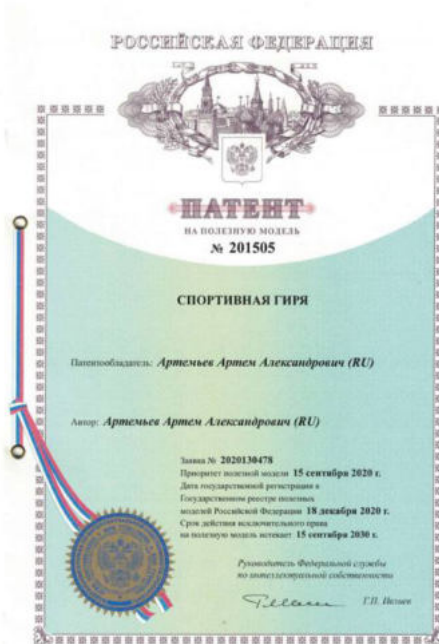 РОССИЙСКАЯ ФЕДЕРАЦИЯ
ПАТЕНТ
НА ПОЛЕЗНУЮ МОДЕЛЬ
№ 201505
СПОРТИВНАЯ ГИРЯ
Патентообладатель: Артемьев Артем Александрович (RU)
Автор: Артемьев Артем Александрович (RU)
Заявка № 2020130478
Приоритет полезной модели 15 сентября 2020 г.
Дата государственной регистрации в
Государственном реестре полезных
моделей Российской Федерации 18 декабря 2020 г.
Срок действия исключительного права
на полезную модель истекает 15 сентября 2030 г.
Руководитель Федеральной службы
по интеллектуальной собственности
Г.П. Ивлиев